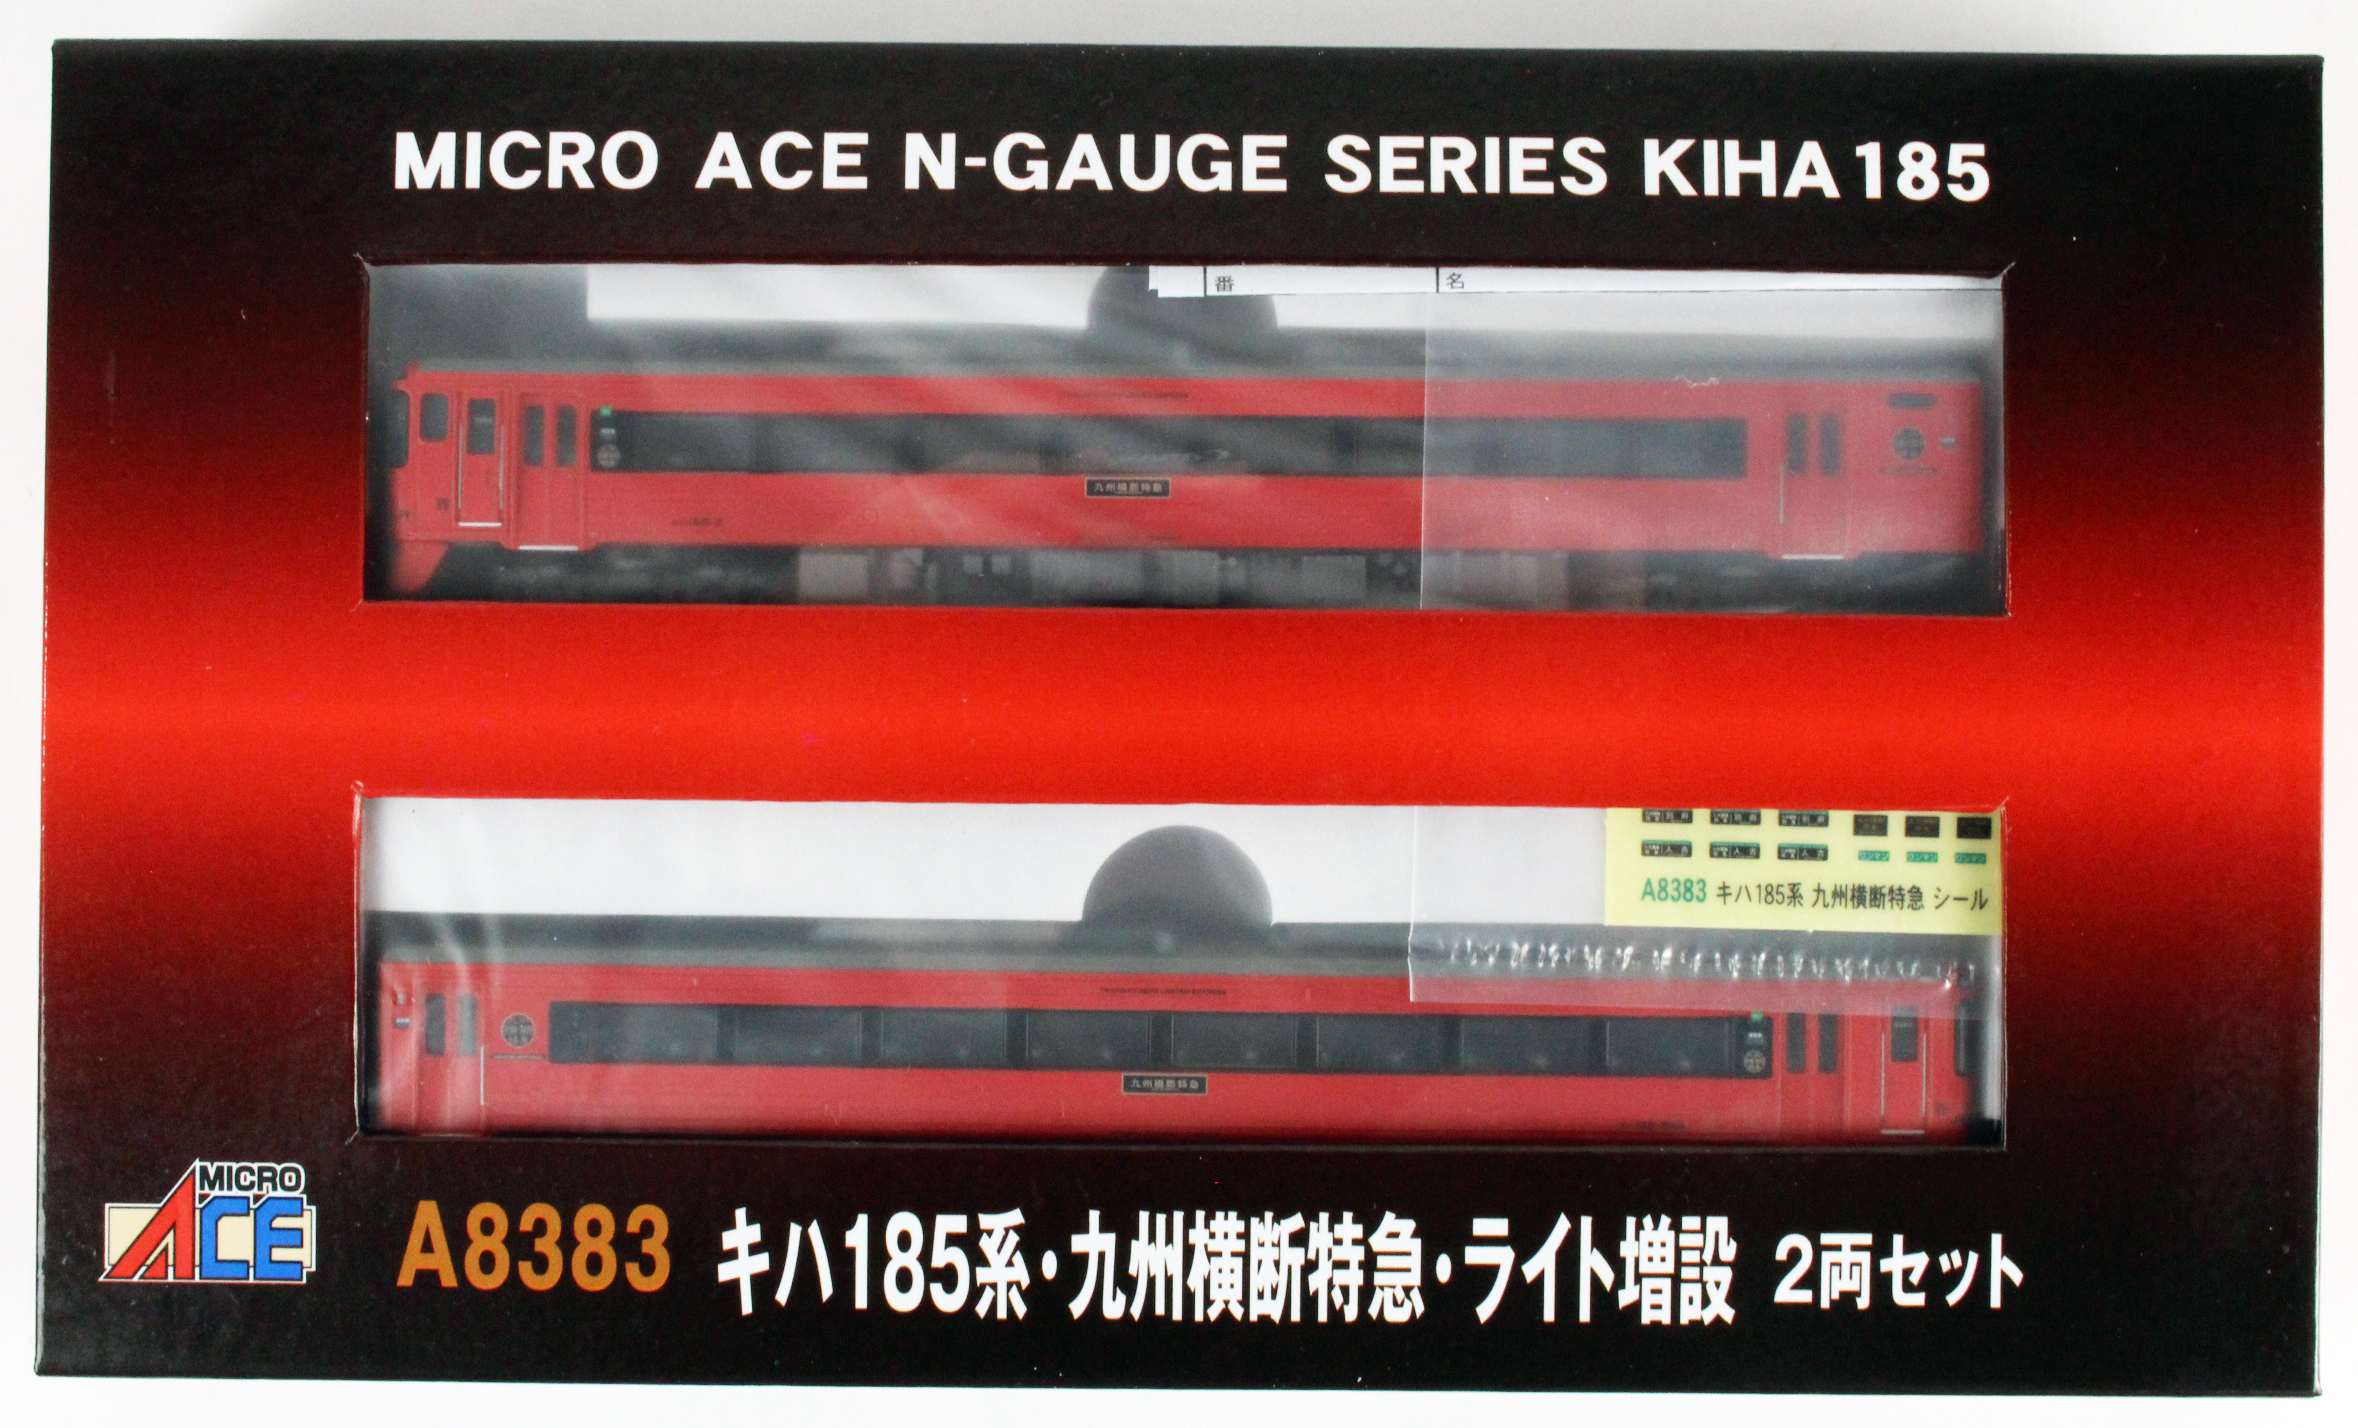 MICRO ACE N-GAUGE SERIES KIHA185
番 名
九州横断特急
A8383 キハ185系 九州横断特急 シール
九州横断特急
MICRO
ACE
A8383 キハ185系・九州横断特急・ライト増設 2両セット